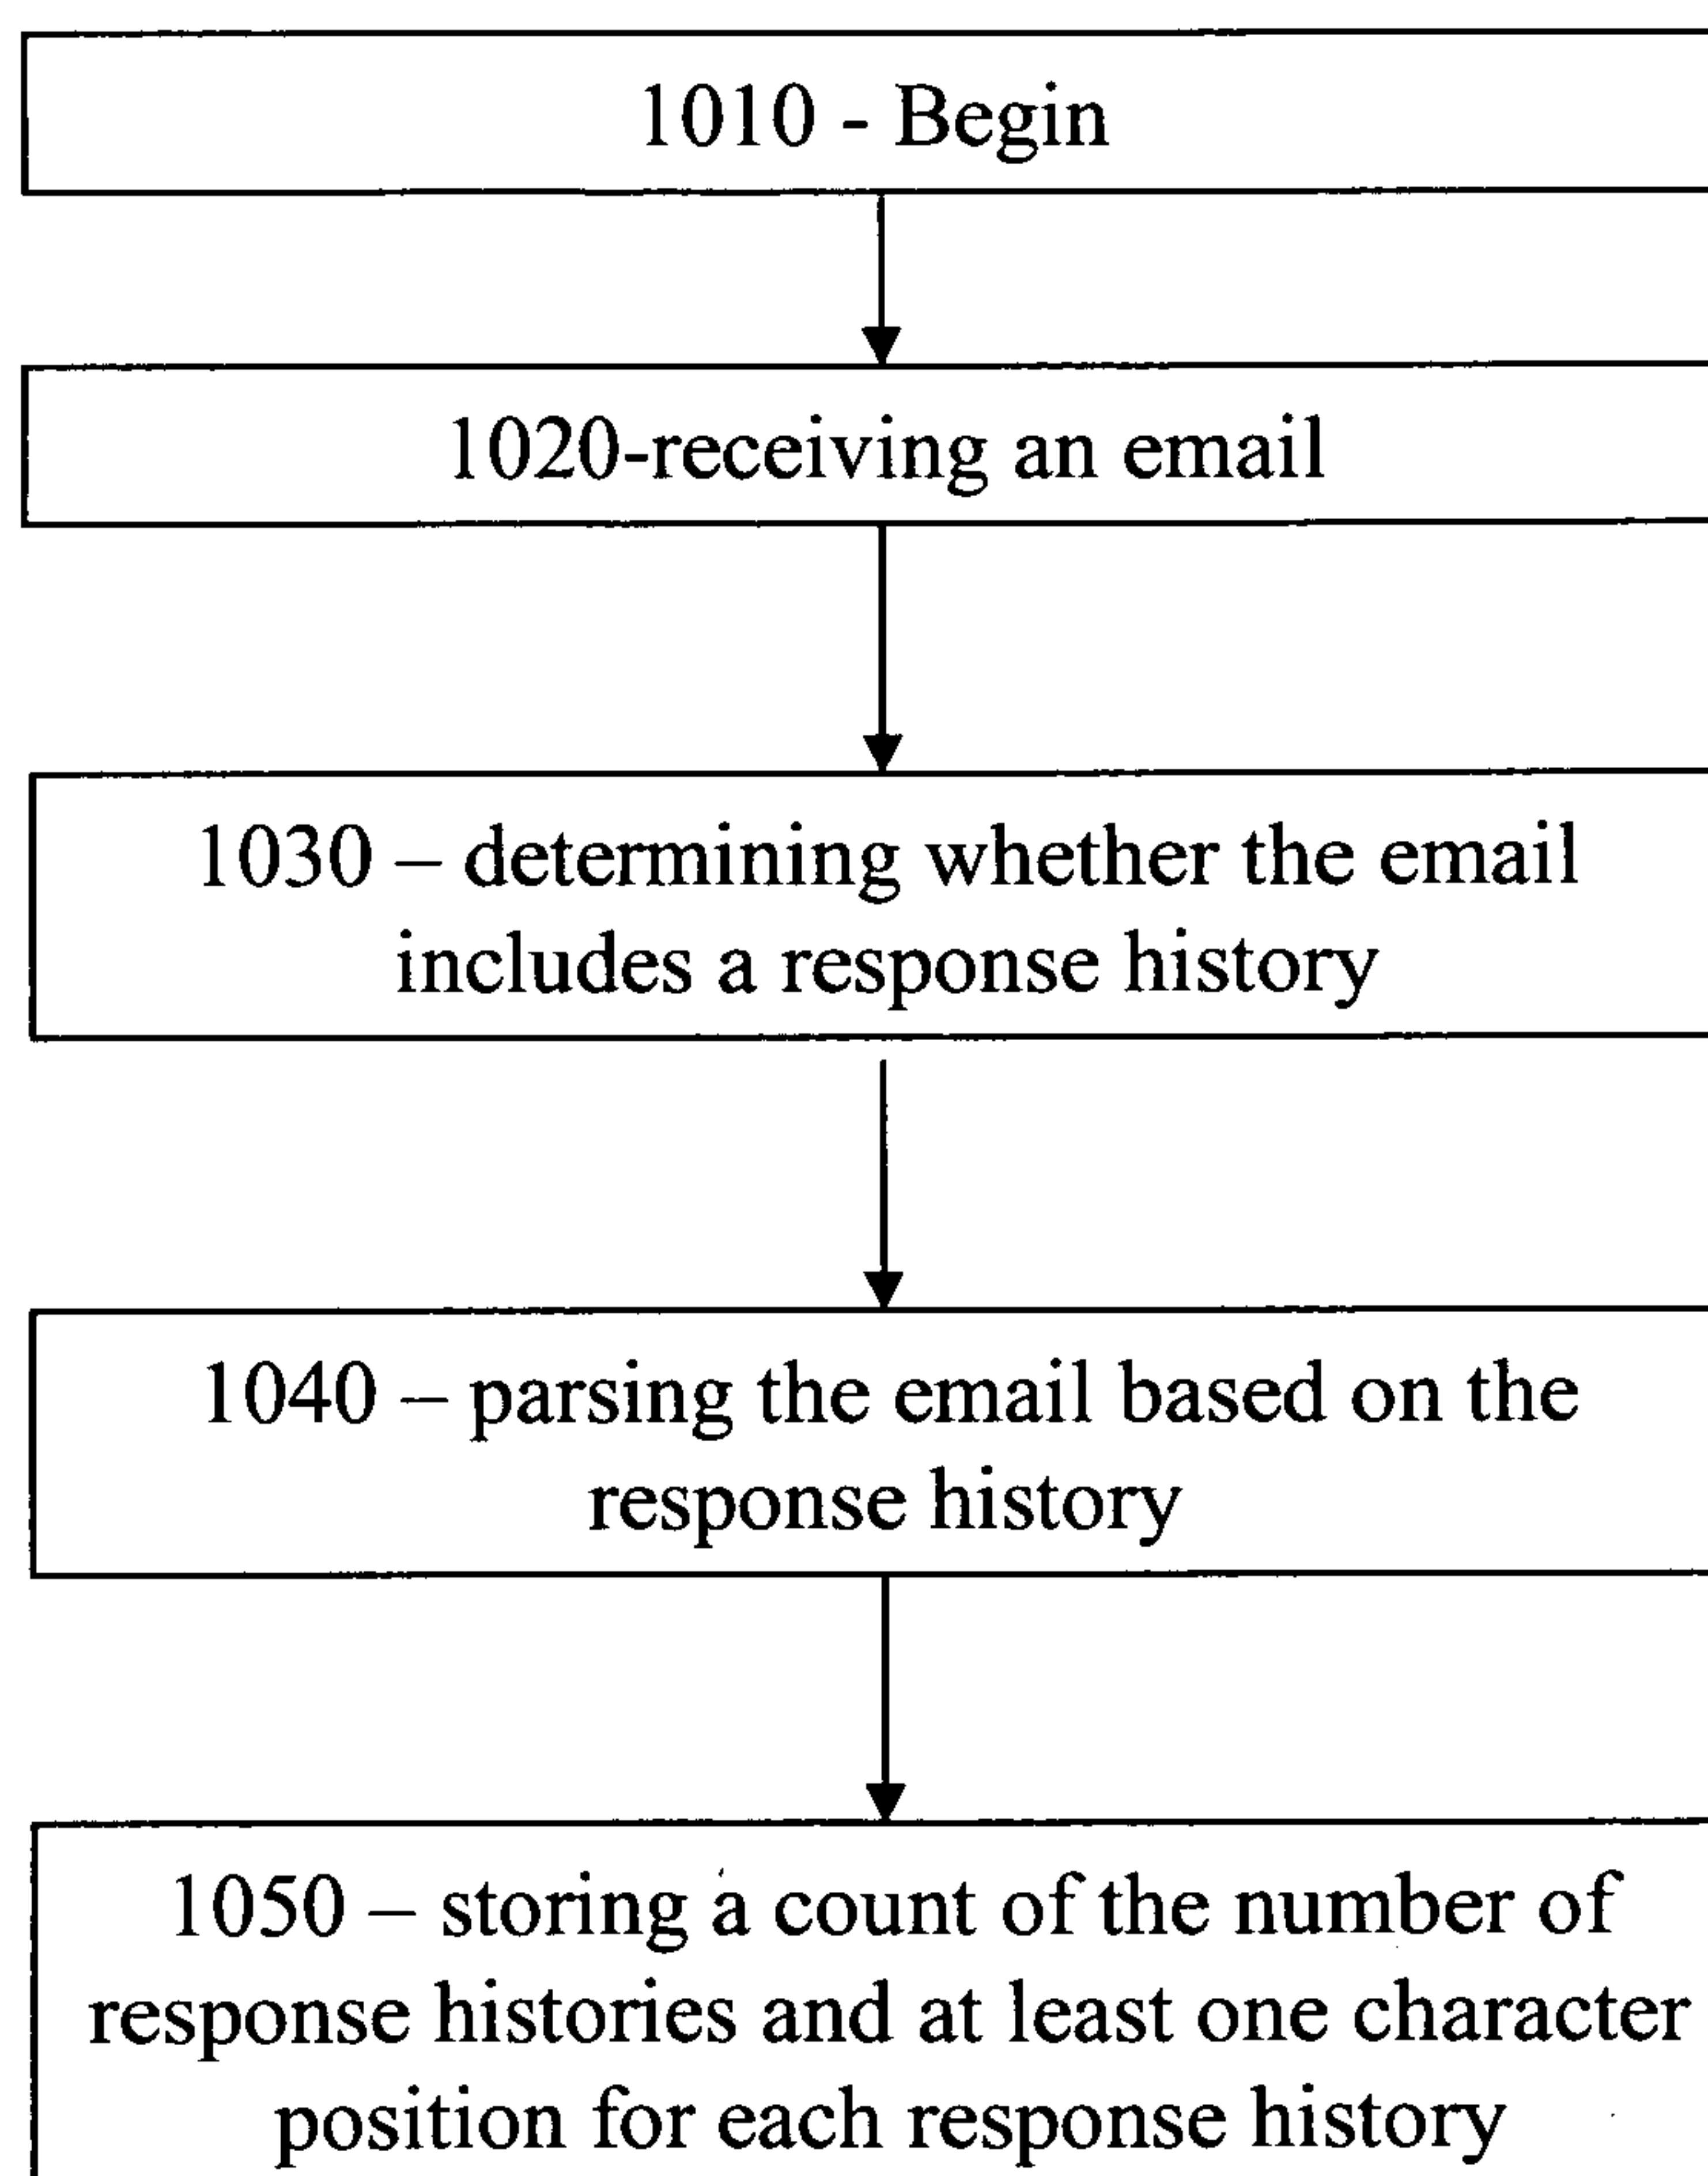 1010 - Begin
1020-receiving an email
1030 – determining whether the email
includes a response history
1040 – parsing the email based on the
response history
1050 – storing a count of the number of
response histories and at least one character
position for each response history